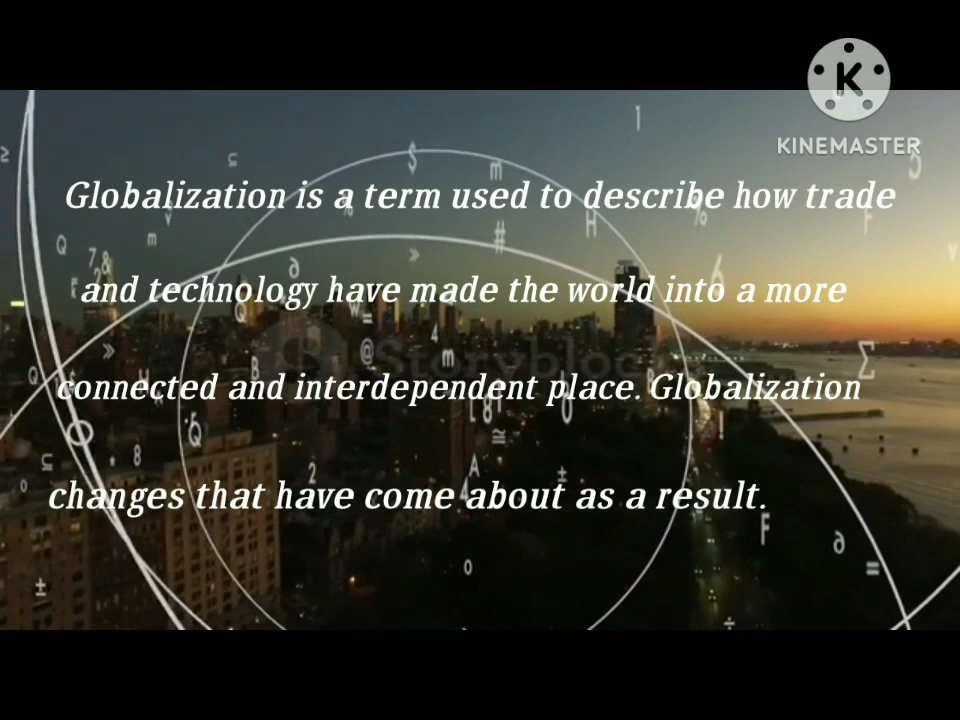 KINEMASTER
Globalization is a term used to describe how trade
and technology have made the world into a more
connected and interdependent place. Globalization
changes that have come about as a result.